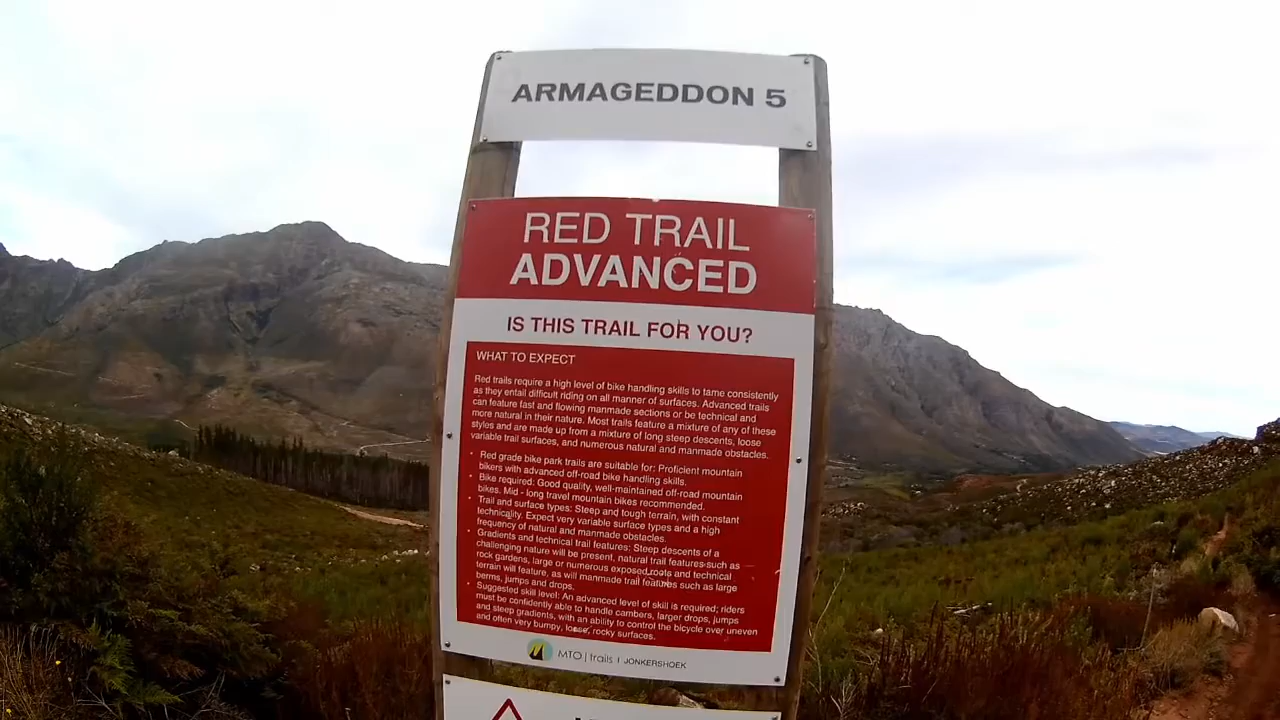 ARMAGEDDON 5
RED TRAIL
ADVANCED
IS THIS TRAIL FOR YOU?
WHAT TO EXPECT
Red trails require a high level of bike handling skills to tame consistently
as they entail difficult riding on all manner of surfaces. Advanced trails
can feature fast and flowing manmade sections or be technical and
more natural in their nature. Most trails feature a mixture of any of these
styles and are made up from a mixture of long steep descents, loose
variable trail surfaces, and numerous natural and manmade obstacles.
• Red grade bike park trails are suitable for: Proficient mountain
bikers with advanced off-road bike handling skills.
• Bike required: Good quality, well-maintained off-road mountain
bikes. Mid - long travel mountain bikes recommended.
• Trail and surface types: Steep and tough terrain, with constant
technicality. Expect very variable surface types and a high
frequency of natural and manmade obstacles.
• Gradients and technical trail features: Steep descents of a
challenging nature will be present, natural trail features such as
rock gardens, large or numerous exposed roots and technical
terrain will feature, as will manmade trail features such as large
berms, jumps and drops.
• Suggested skill level: An advanced level of skill is required; riders
must be confidently able to handle cambers, larger drops, jumps
and steep gradients, with an ability to control the bicycle over uneven
and often very bumpy, loose, rocky surfaces.
MTO | trails | JONKERSHOEK